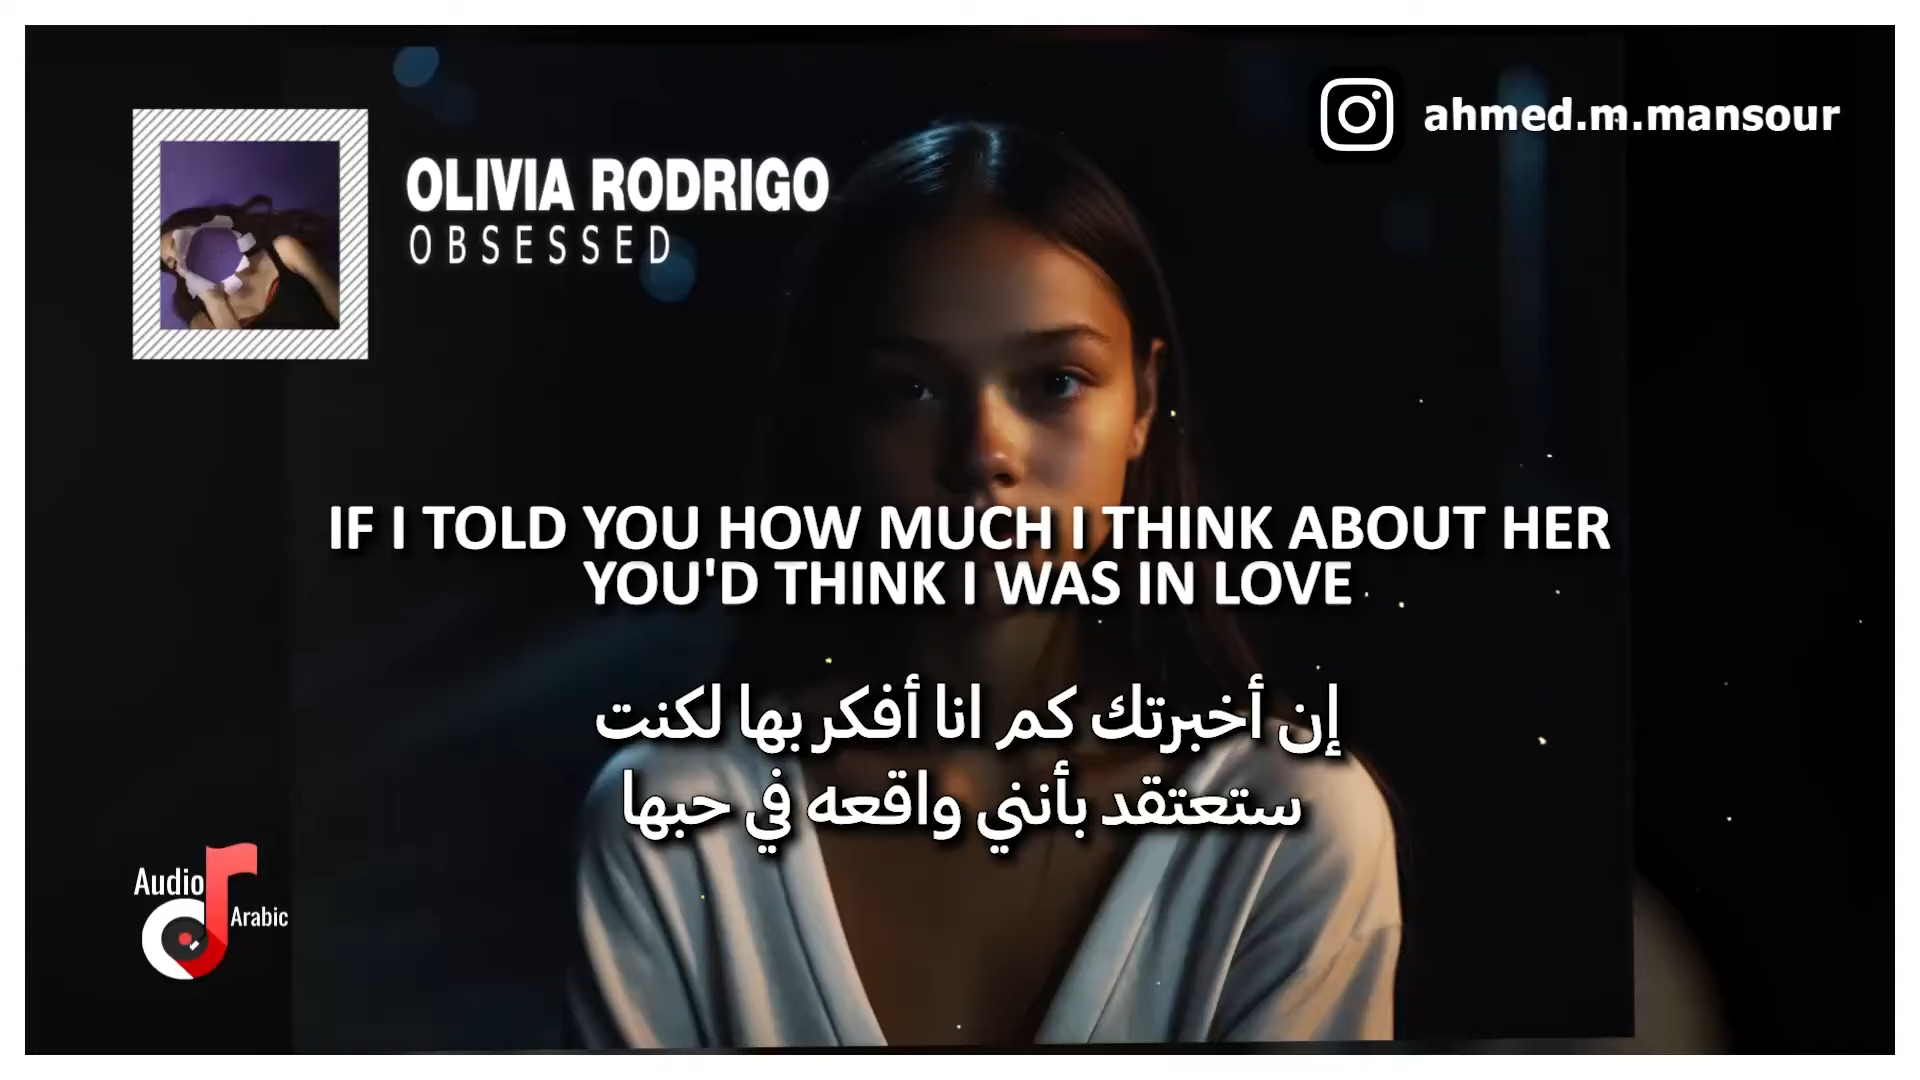 OLIVIA RODRIGO
OBSESSED
ahmed.m.mansour
IF I TOLD YOU HOW MUCH I THINK ABOUT HER
YOU'D THINK I WAS IN LOVE
إن أخبرتك كم انا أفكر بها لكنت
ستعتقد بأنني واقعه في حبها
Audio
Arabic